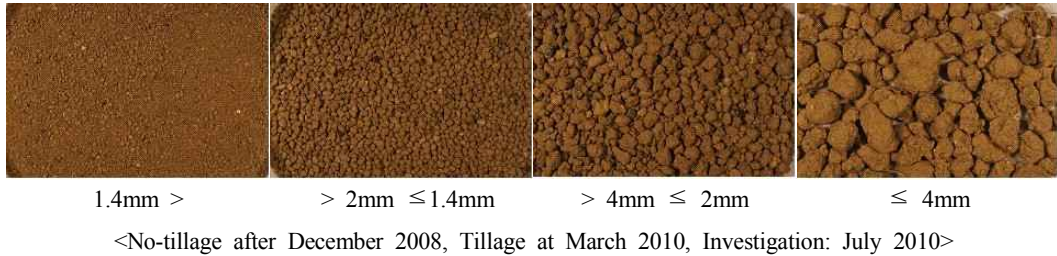 1.4mm > > 2mm ≤1.4mm > 4mm ≤ 2mm ≤ 4mm
<No-tillage after December 2008, Tillage at March 2010, Investigation: July 2010>